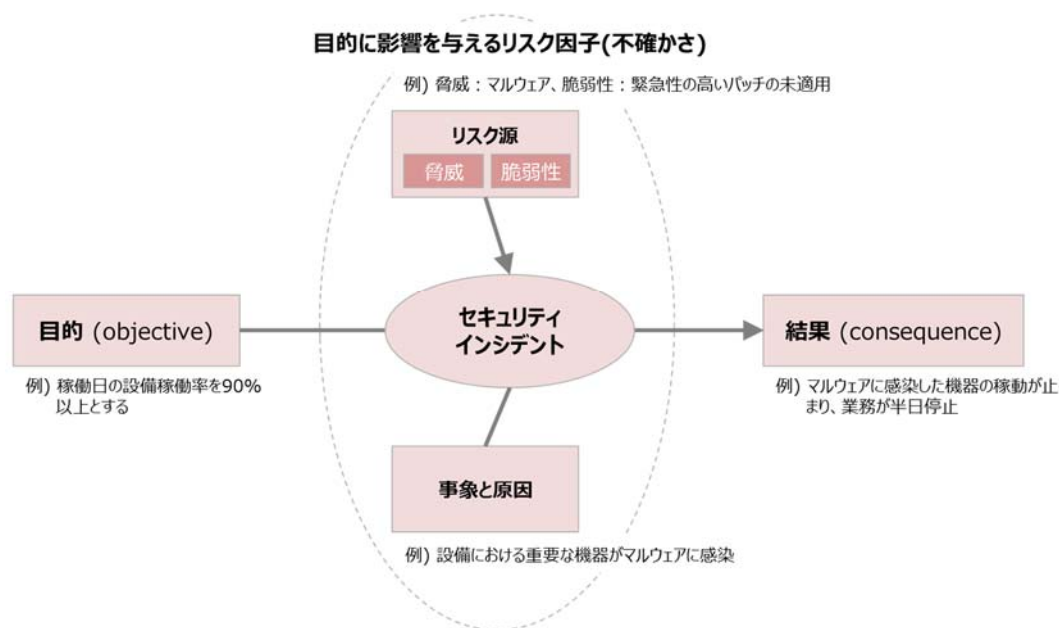 目的に影響を与えるリスク因子(不確かさ)
例) 脅威：マルウェア、脆弱性：緊急性の高いパッチの未適用
リスク源
脅威
脆弱性
目的 (objective)
例) 稼働日の設備稼働率を90%
以上とする
セキュリティ
インシデント
結果 (consequence)
例) マルウェアに感染した機器の稼動が止
まり、業務が半日停止
事象と原因
例) 設備における重要な機器がマルウェアに感染